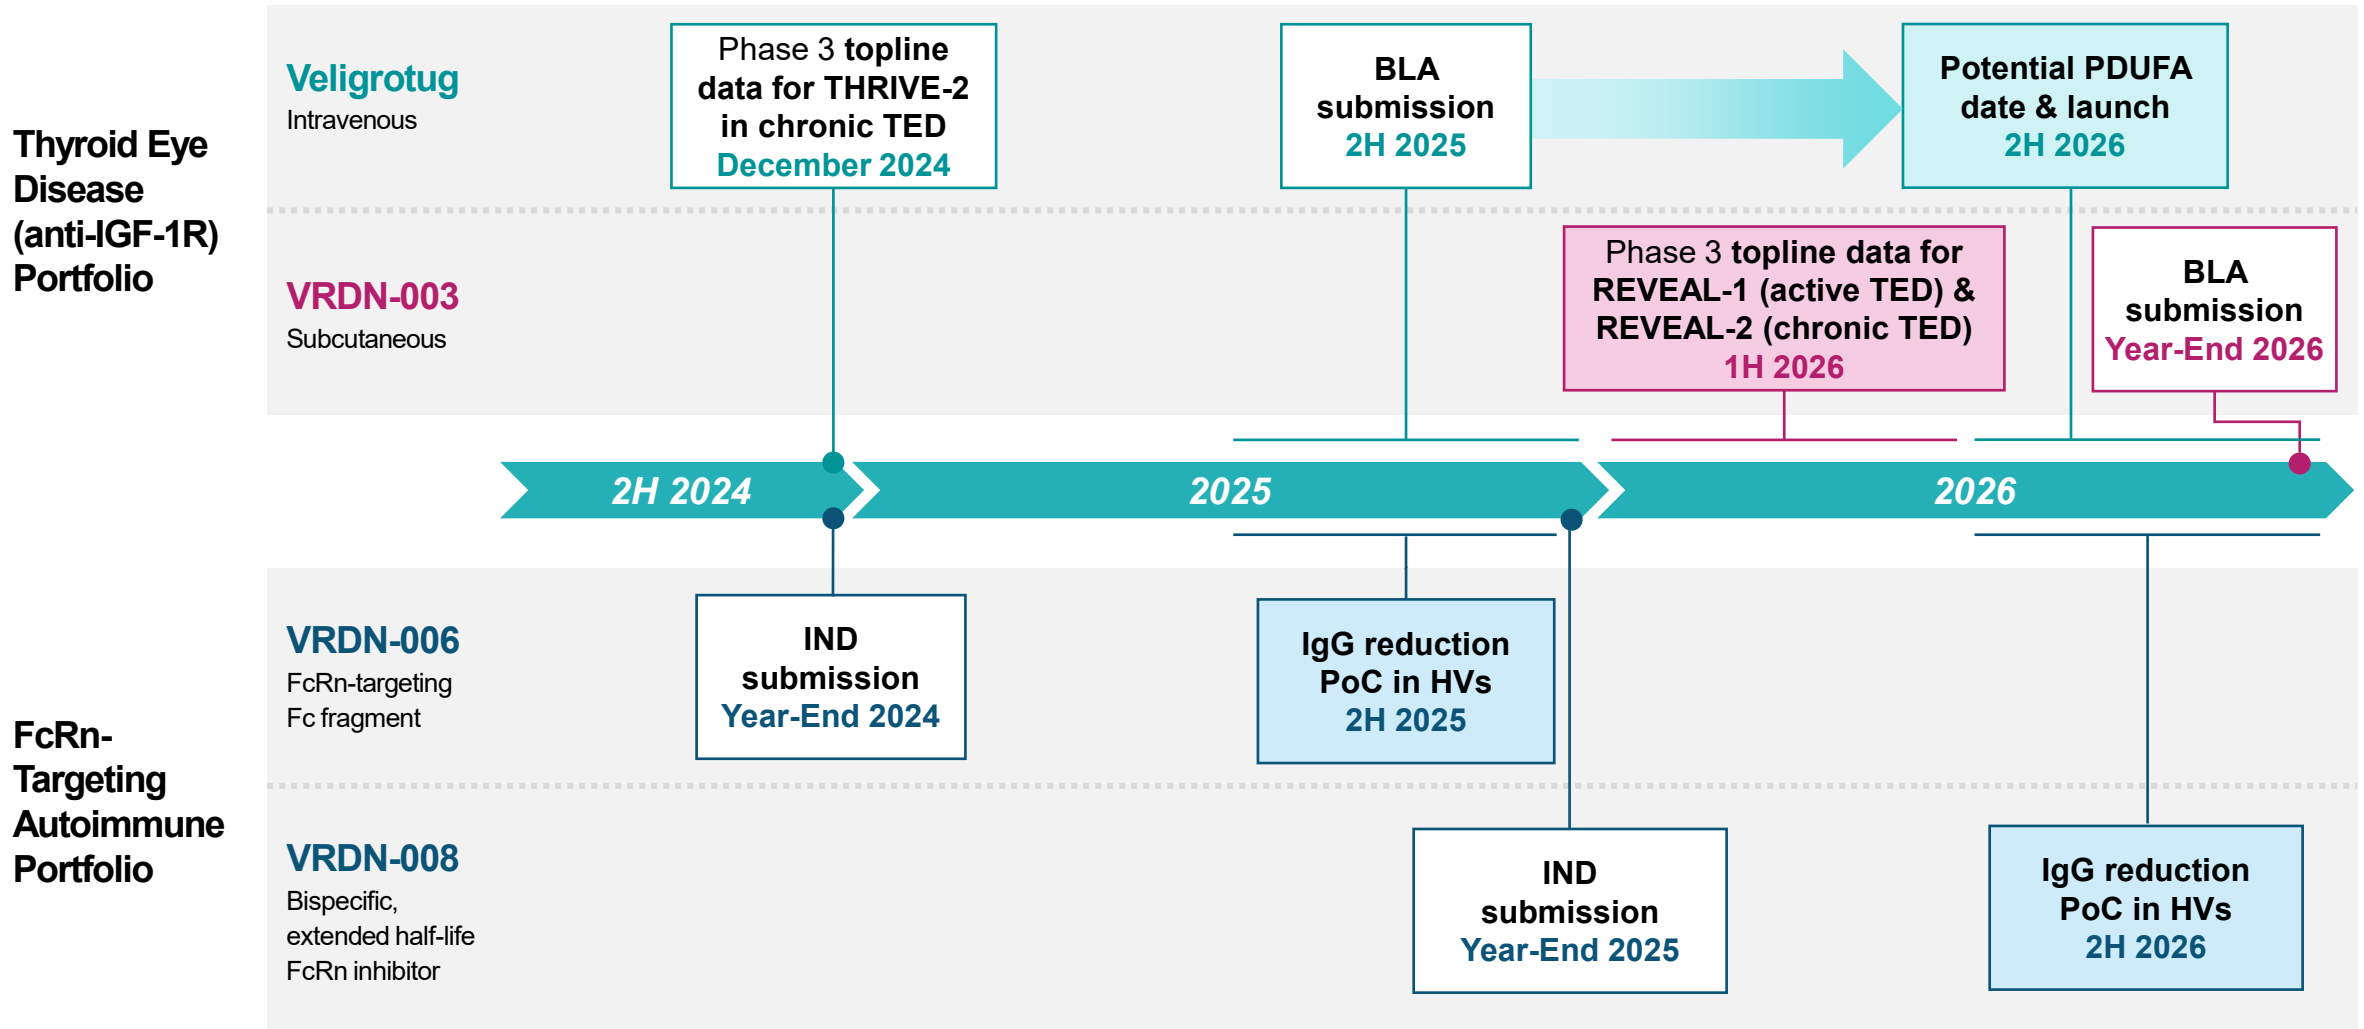 Thyroid Eye
Disease
(anti-IGF-1R)
Portfolio
Veligrotug
Intravenous
Phase 3 topline
data for THRIVE-2
in chronic TED
December 2024
BLA
submission
2H 2025
Potential PDUFA
date & launch
2H 2026
VRDN-003
Subcutaneous
Phase 3 topline data for
REVEAL-1 (active TED) &
REVEAL-2 (chronic TED)
1H 2026
BLA
submission
Year-End 2026
2H 2024
2025
2026
FcRn-
Targeting
Autoimmune
Portfolio
VRDN-006
FcRn-targeting
Fc fragment
IND
submission
Year-End 2024
IgG reduction
PoC in HVs
2H 2025
VRDN-008
Bispecific,
extended half-life
FcRn inhibitor
IND
submission
Year-End 2025
IgG reduction
PoC in HVs
2H 2026